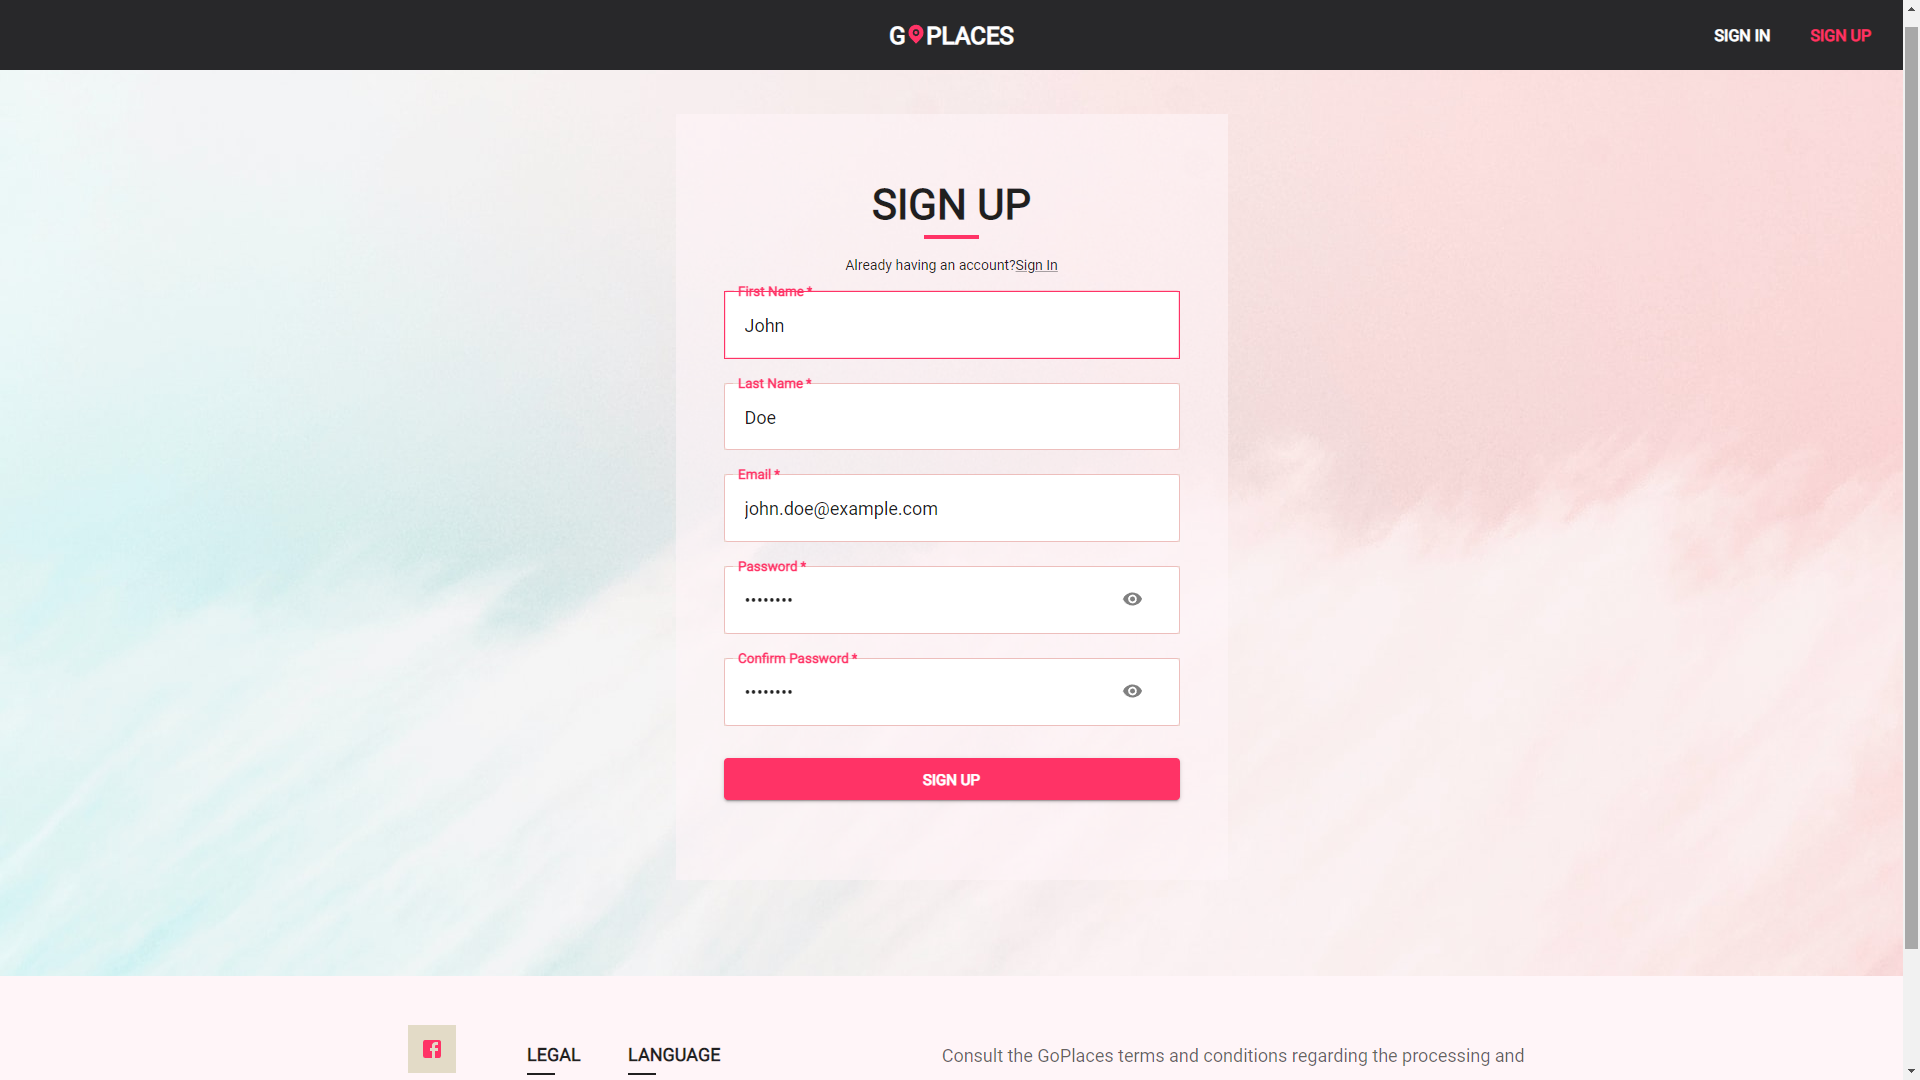 GOPLACES
SIGN IN
SIGN UP
SIGN UP
Already having an account?Sign In
First Name *
John
Last Name *
Doe
Email *
john.doe@example.com
Password *
••••••••
Confirm Password *
••••••••
SIGN UP
LEGAL
LANGUAGE
Consult the GoPlaces terms and conditions regarding the processing and